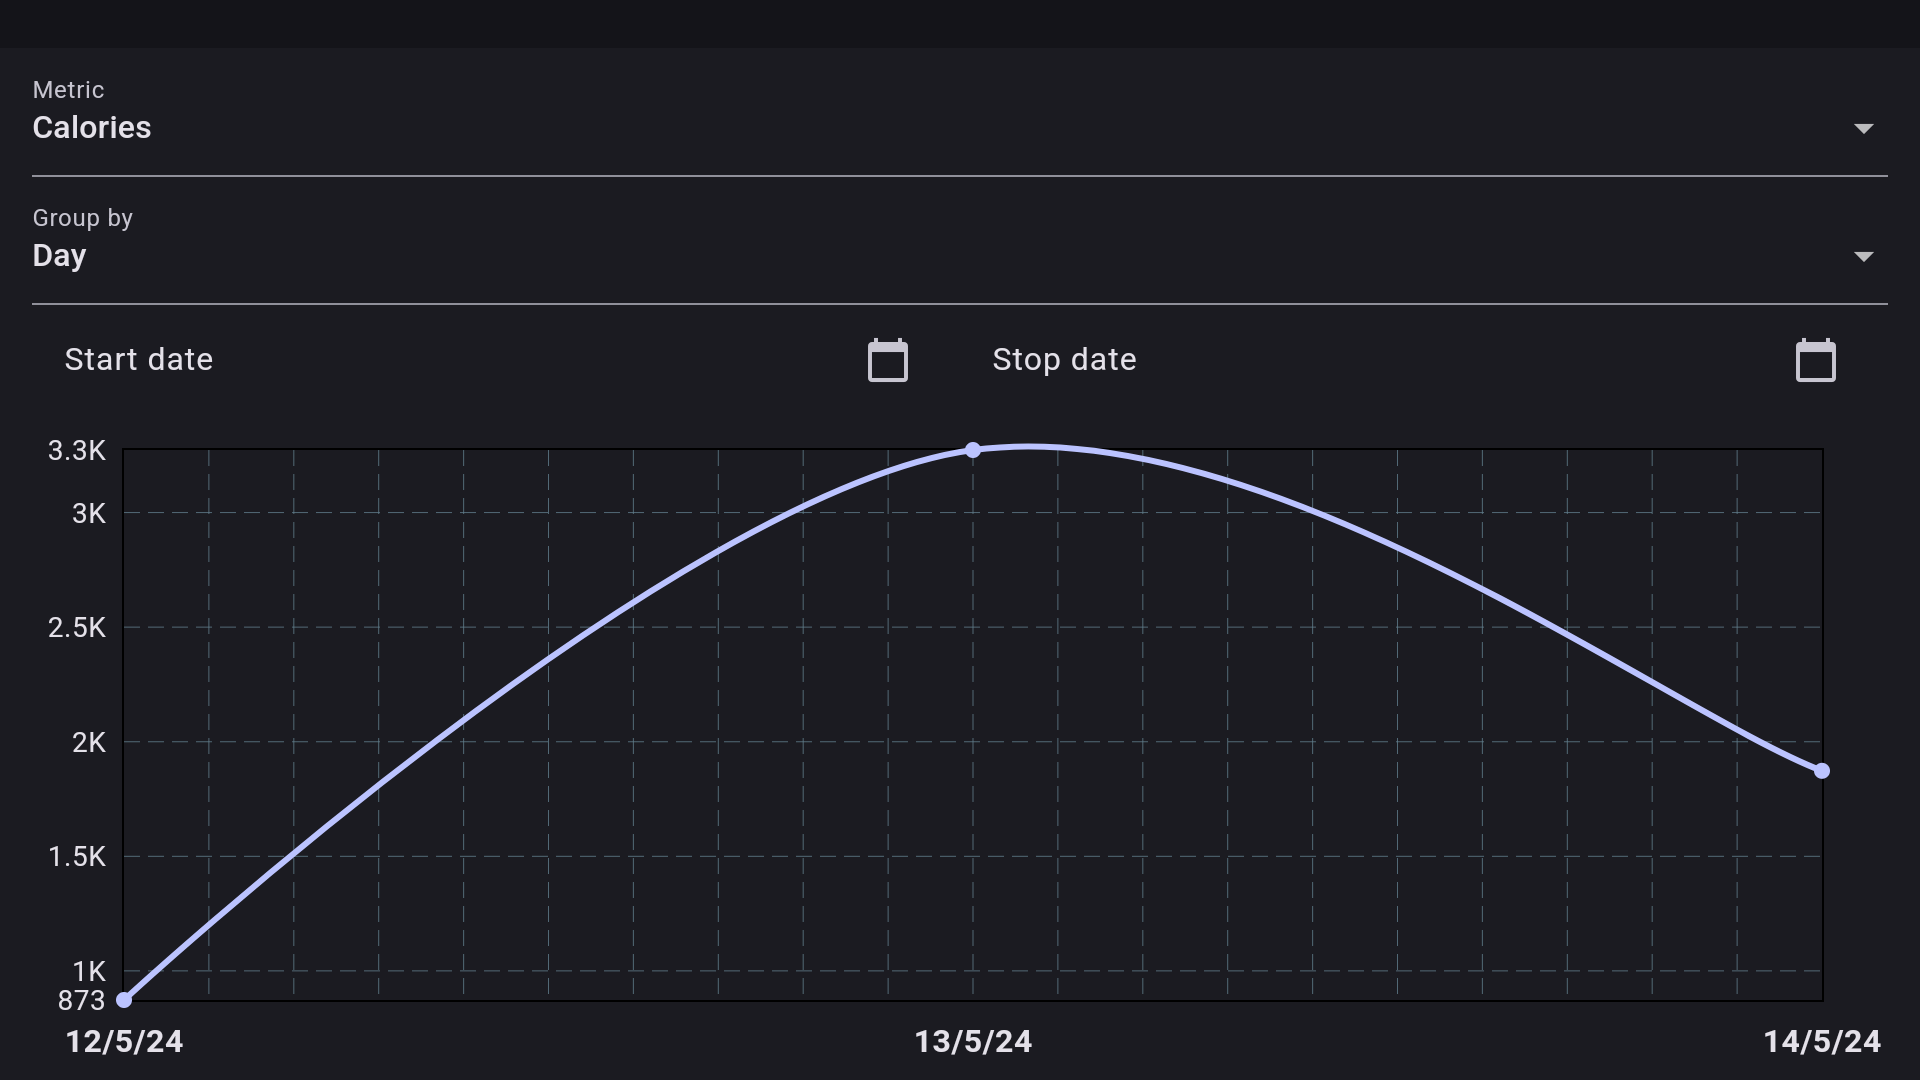 Metric
Calories
Group by
Day
Start date
Stop date
3.3K
3K
2.5K
2K
1.5K
1K
873
12/5/24
13/5/24
14/5/24